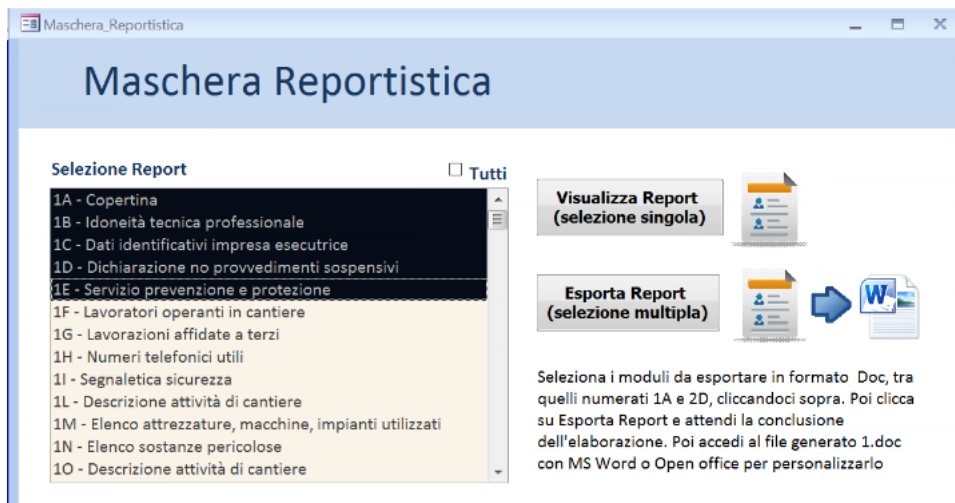 Maschera_Reportistica
Maschera Reportistica
Selezione Report
Tutti
1A - Copertina
1B - Idoneità tecnica professionale
1C - Dati identificativi impresa esecutrice
1D - Dichiarazione no provvedimenti sospensivi
1E - Servizio prevenzione e protezione
1F - Lavoratori operanti in cantiere
1G - Lavorazioni affidate a terzi
1H - Numeri telefonici utili
1I - Segnaletica sicurezza
1L - Descrizione attività di cantiere
1M - Elenco attrezzature, macchine, impianti utilizzati
1N - Elenco sostanze pericolose
1O - Descrizione attività di cantiere
Visualizza Report
(selezione singola)
Esporta Report
(selezione multipla)
W
Seleziona i moduli da esportare in formato Doc, tra
quelli numerati 1A e 2D, cliccandoci sopra. Poi clicca
su Esporta Report e attendi la conclusione
dell'elaborazione. Poi accedi al file generato 1.doc
con MS Word o Open office per personalizzarlo